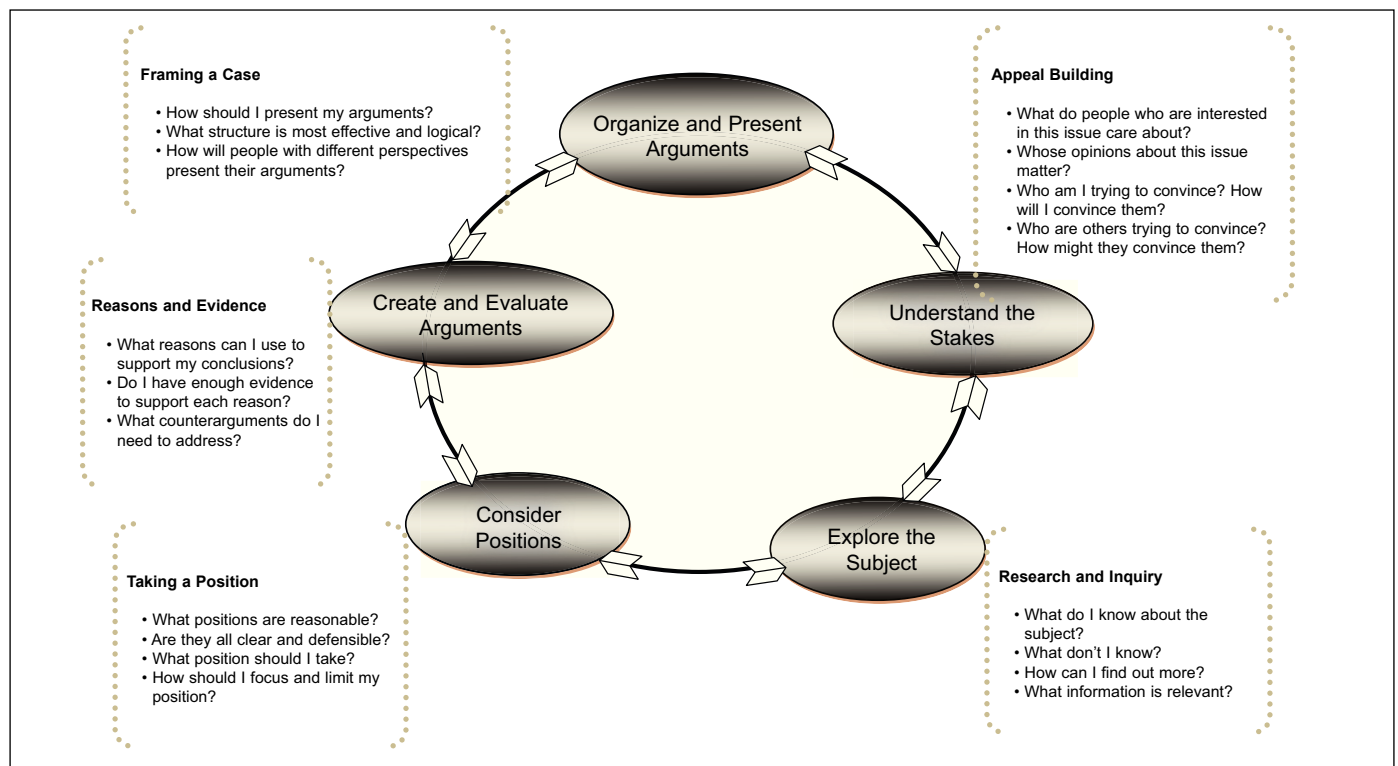 Framing a Case
• How should I present my arguments?
• What structure is most effective and logical?
• How will people with different perspectives
present their arguments?
Organize and Present
Arguments
Appeal Building
• What do people who are interested
in this issue care about?
• Whose opinions about this issue
matter?
• Who am I trying to convince? How
will I convince them?
• Who are others trying to convince?
How might they convince them?
Reasons and Evidence
• What reasons can I use to
support my conclusions?
• Do I have enough evidence
to support each reason?
• What counterarguments do I
need to address?
Create and Evaluate
Arguments
Understand the
Stakes
Taking a Position
• What positions are reasonable?
• Are they all clear and defensible?
• What position should I take?
• How should I focus and limit my
position?
Consider
Positions
Explore the
Subject
Research and Inquiry
• What do I know about the
subject?
• What don’t I know?
• How can I find out more?
• What information is relevant?